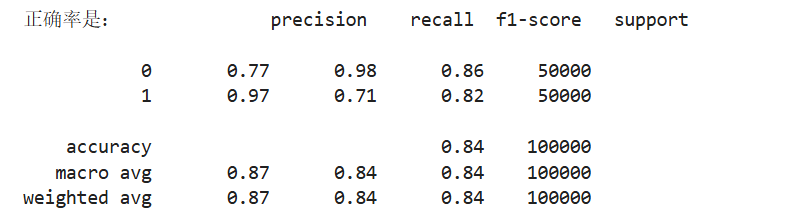 正确率是: precision recall f1-score support
0 0.77 0.98 0.86 50000
1 0.97 0.71 0.82 50000
accuracy 0.84 100000
macro avg 0.87 0.84 0.84 100000
weighted avg 0.87 0.84 0.84 100000